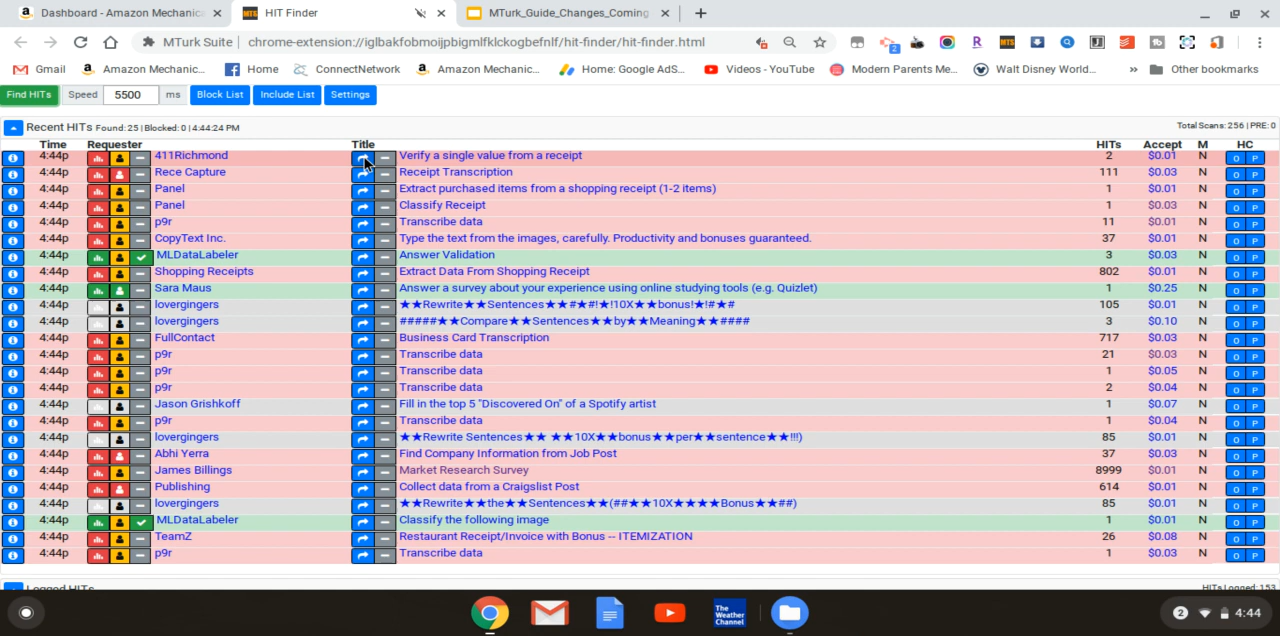 Dashboard - Amazon Mechanic
HIT Finder
MTurk_Guide_Changes_Coming
MTurk Suite | chrome-extension://iglbakfobmoijpbigmlfklckogbefnlf/hit-finder/hit-finder.html
Gmail Amazon Mechanic... Home ConnectNetwork Amazon Mechanic... Home: Google AdS... Videos - YouTube Modern Parents Me... Walt Disney World... » Other bookmarks
Find HITs Speed 5500 ms Block List Include List Settings
Recent HITs Found: 25 | Blocked: 0 | 4:44:24 PM Total Scans: 256 | PRE: 0
Time Requester Title HITs Accept M HC
4:44p 411Richmond Verify a single value from a receipt 2 $0.01 N O P
4:44p Rece Capture Receipt Transcription 111 $0.03 N O P
4:44p Panel Extract purchased items from a shopping receipt (1-2 items) 1 $0.01 N O P
4:44p Panel Classify Receipt 1 $0.03 N O P
4:44p p9r Transcribe data 11 $0.01 N O P
4:44p CopyText Inc. Type the text from the images, carefully. Productivity and bonuses guaranteed. 37 $0.01 N O P
4:44p MLDataLabeler Answer Validation 3 $0.03 N O P
4:44p Shopping Receipts Extract Data From Shopping Receipt 802 $0.01 N O P
4:44p Sara Maus Answer a survey about your experience using online studying tools (e.g. Quizlet) 1 $0.25 N O P
4:44p lovergingers ★★Rewrite★★Sentences★★#★#!★!10X★★bonus!★!#★# 105 $0.01 N O P
4:44p lovergingers #####★★Compare★★Sentences★★by★★Meaning★★#### 3 $0.10 N O P
4:44p FullContact Business Card Transcription 717 $0.03 N O P
4:44p p9r Transcribe data 21 $0.03 N O P
4:44p p9r Transcribe data 1 $0.05 N O P
4:44p p9r Transcribe data 2 $0.04 N O P
4:44p Jason Grishkoff Fill in the top 5 "Discovered On" of a Spotify artist 1 $0.07 N O P
4:44p p9r Transcribe data 1 $0.04 N O P
4:44p lovergingers ★★Rewrite Sentences★★ ★★10X★★bonus★★per★★sentence★★!!!) 85 $0.01 N O P
4:44p Abhi Yerra Find Company Information from Job Post 37 $0.03 N O P
4:44p James Billings Market Research Survey 8999 $0.01 N O P
4:44p Publishing Collect data from a Craigslist Post 614 $0.01 N O P
4:44p lovergingers ★★Rewrite★★the★★Sentences★★(##★★10X★★★★Bonus★★##) 85 $0.01 N O P
4:44p MLDataLabeler Classify the following image 1 $0.01 N O P
4:44p TeamZ Restaurant Receipt/Invoice with Bonus -- ITEMIZATION 26 $0.08 N O P
4:44p p9r Transcribe data 1 $0.03 N O P
Logged HITs HITs Logged: 153
The Weather Channel
2 4:44